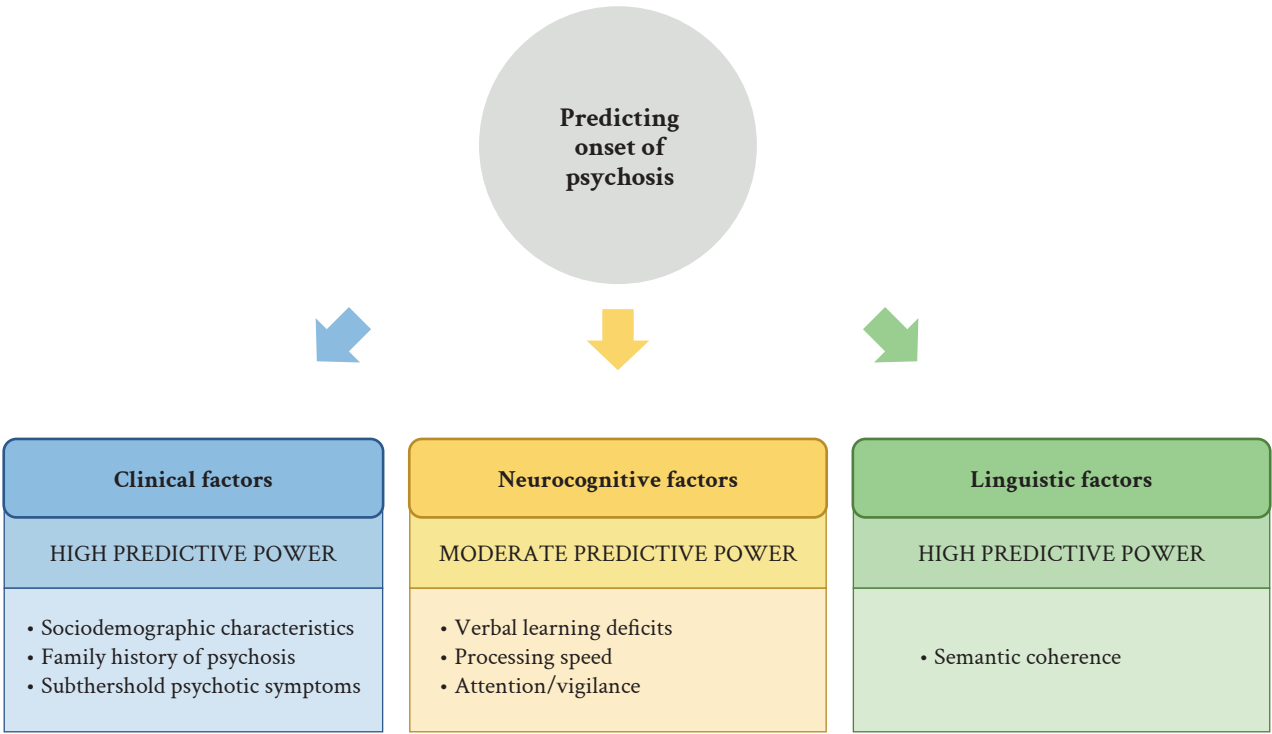 Predicting
onset of
psychosis
Clinical factors
HIGH PREDICTIVE POWER
• Sociodemographic characteristics
• Family history of psychosis
• Subthershold psychotic symptoms
Neurocognitive factors
MODERATE PREDICTIVE POWER
• Verbal learning deficits
• Processing speed
• Attention/vigilance
Linguistic factors
HIGH PREDICTIVE POWER
• Semantic coherence